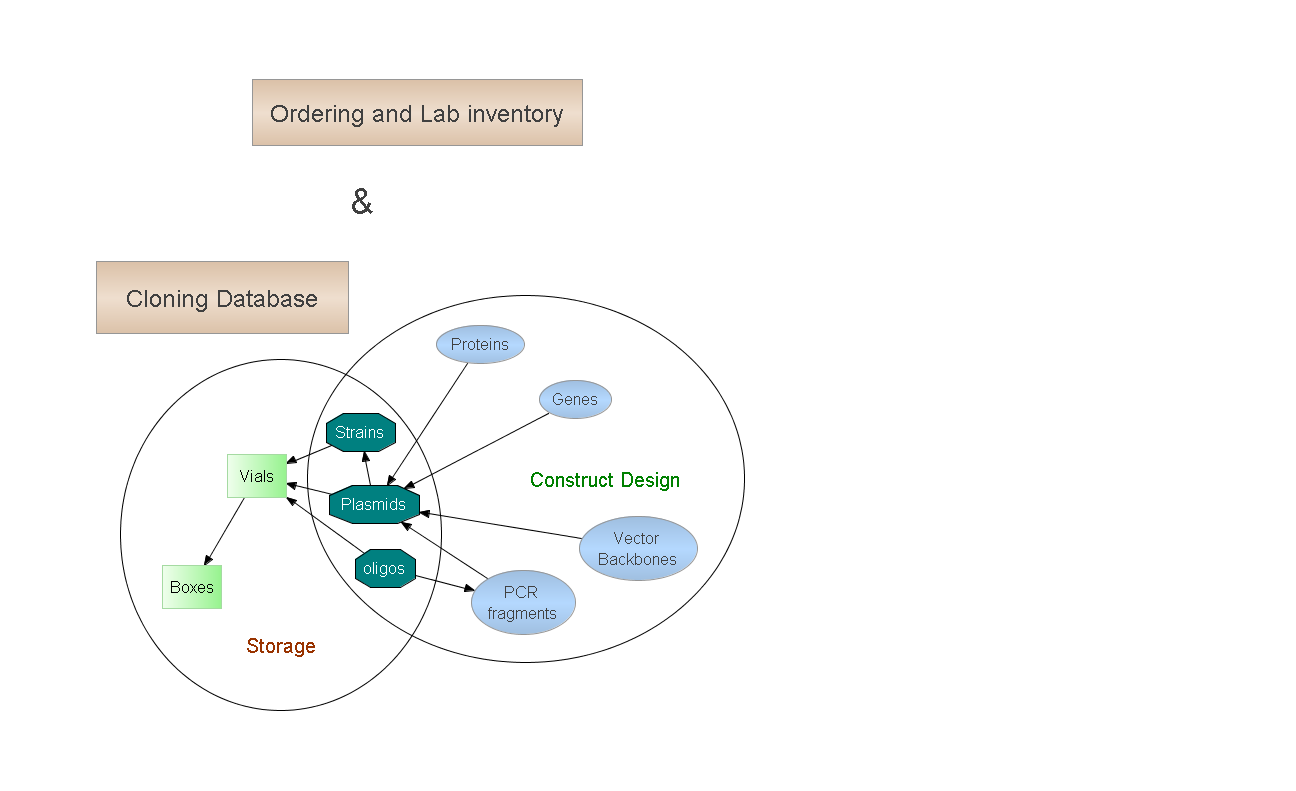 Ordering and Lab inventory
&
Cloning Database
Proteins
Genes
Strains
Vials
Construct Design
Plasmids
Vector
Backbones
oligos
Boxes
PCR
fragments
Storage